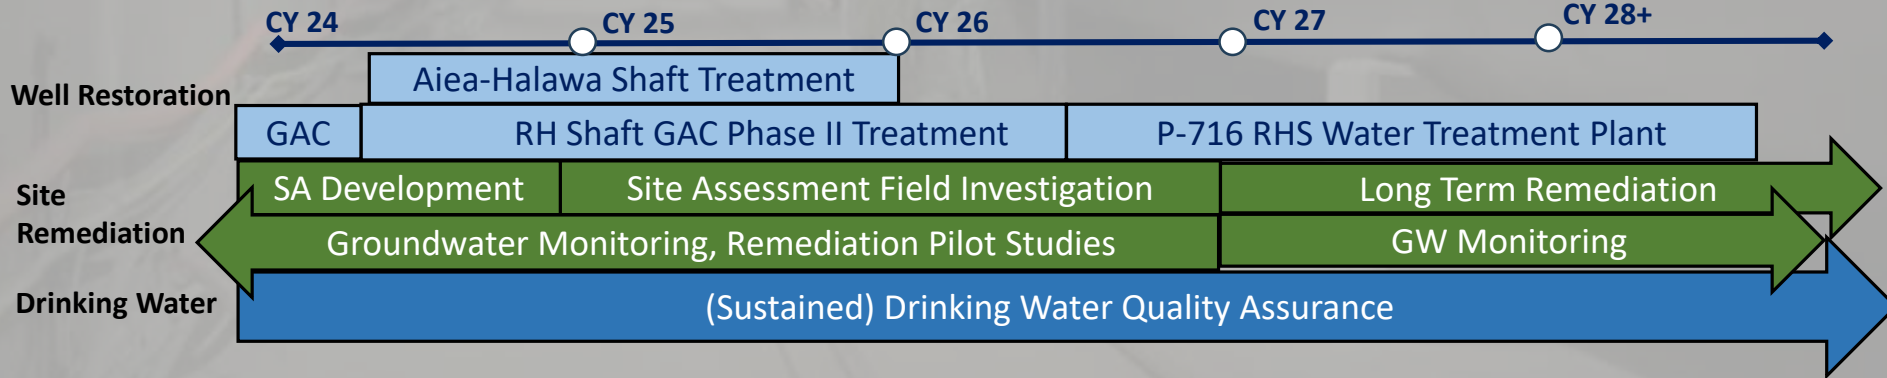 CY 24
CY 25
CY 26
CY 27
CY 28+
Well Restoration
Aiea-Halawa Shaft Treatment
GAC
RH Shaft GAC Phase II Treatment
P-716 RHS Water Treatment Plant
Site
Remediation
SA Development
Site Assessment Field Investigation
Long Term Remediation
Groundwater Monitoring, Remediation Pilot Studies
GW Monitoring
Drinking Water
(Sustained) Drinking Water Quality Assurance